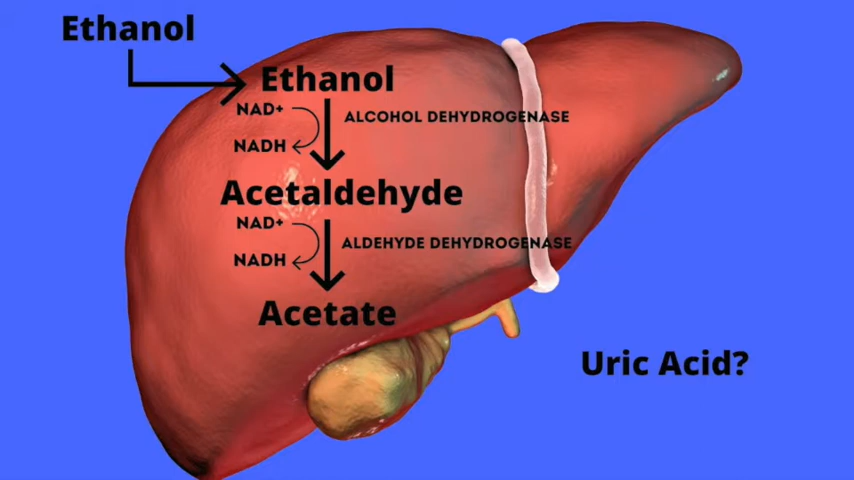 Ethanol
Ethanol
NAD+
ALCOHOL DEHYDROGENASE
NADH
Acetaldehyde
NAD+
ALDEHYDE DEHYDROGENASE
NADH
Acetate
Uric Acid?